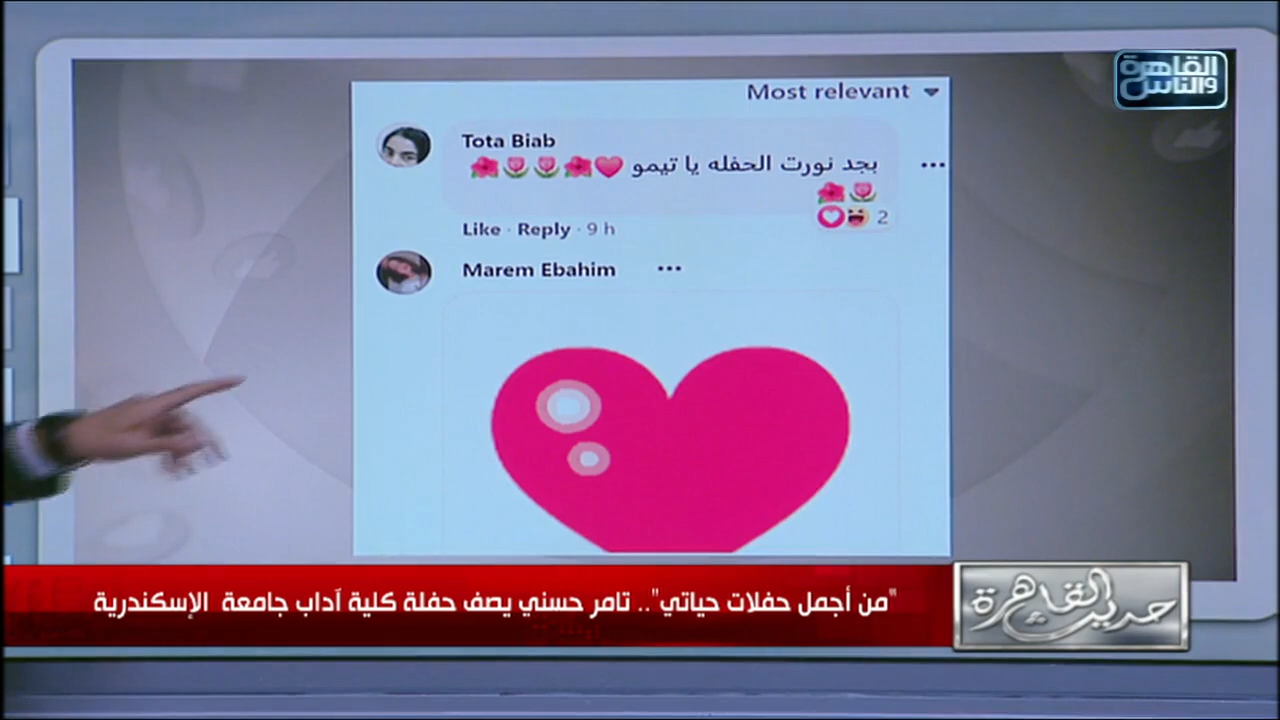 القاهرة
والناس
Most relevant
Tota Biab
بجد نورت الحفله يا تيمو ❤️🌺🌷🌷🌺
🌷🌺
2
Like · Reply · 9 h
Marem Ebahim
"من أجمل حفلات حياتي".. تامر حسني يصف حفلة كلية آداب جامعة الإسكندرية
حديث القاهرة